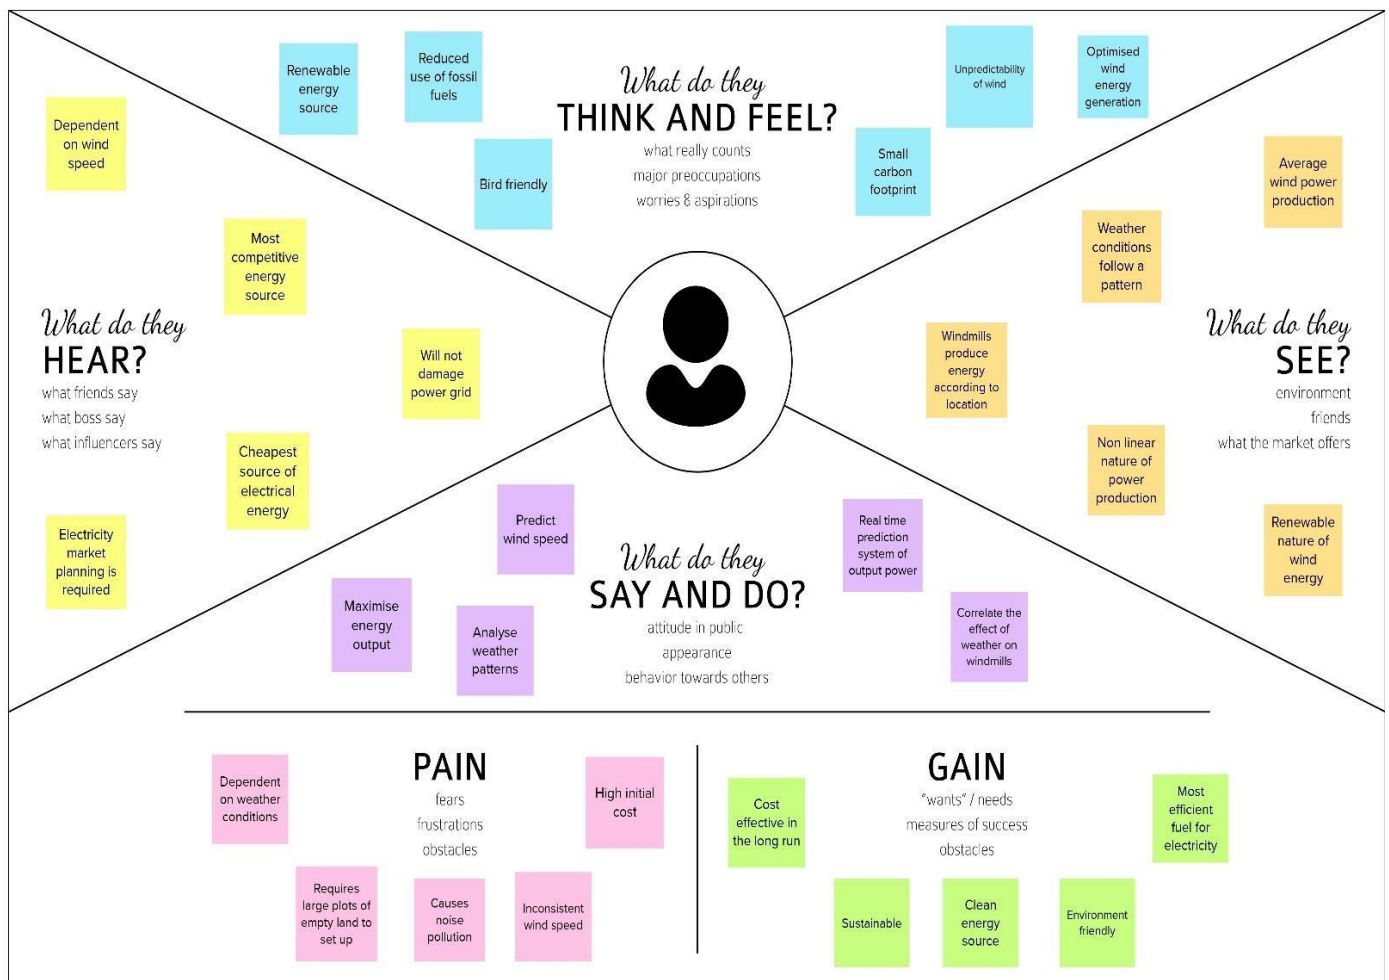 What do they
THINK AND FEEL?
what really counts
major preoccupations
worries & aspirations
Renewable
energy
source
Reduced
use of fossil
fuels
Bird friendly
Small
carbon
footprint
Unpredictability
of wind
Optimised
wind
energy
generation
What do they
HEAR?
what friends say
what boss say
what influencers say
Dependent
on wind
speed
Most
competitive
energy
source
Will not
damage
power grid
Cheapest
source of
electrical
energy
Electricity
market
planning is
required
What do they
SEE?
environment
friends
what the market offers
Average
wind power
production
Weather
conditions
follow a
pattern
Windmills
produce
energy
according to
location
Non linear
nature of
power
production
Renewable
nature of
wind
energy
What do they
SAY AND DO?
attitude in public
appearance
behavior towards others
Predict
wind speed
Maximise
energy
output
Analyse
weather
patterns
Real time
prediction
system of
output power
Correlate the
effect of
weather on
windmills
PAIN
fears
frustrations
obstacles
Dependent
on weather
conditions
High initial
cost
Requires
large plots of
empty land to
set up
Causes
noise
pollution
Inconsistent
wind speed
GAIN
"wants" / needs
measures of success
obstacles
Cost
effective in
the long run
Most
efficient
fuel for
electricity
Sustainable
Clean
energy
source
Environment
friendly